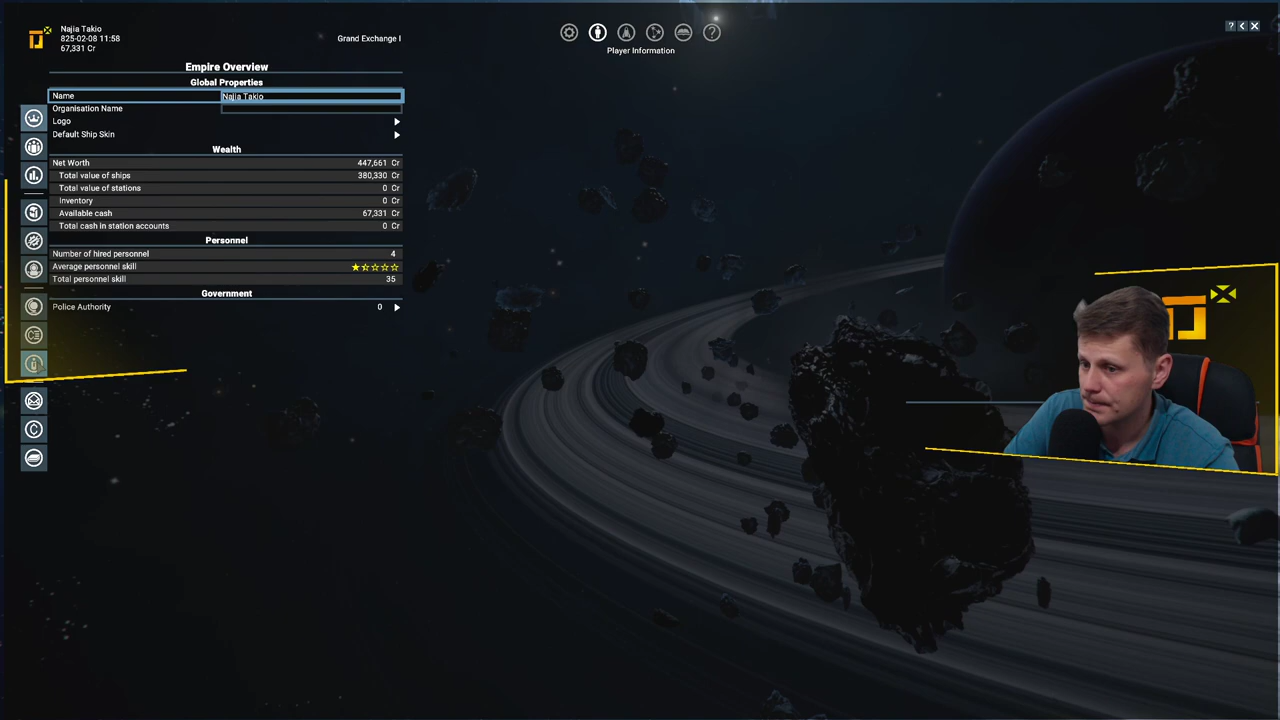 Najia Takio
825-02-08 11:58
67,331 Cr
Grand Exchange I
Player Information
Empire Overview
Global Properties
Name Najia Takio
Organisation Name
Logo
Default Ship Skin
Wealth
Net Worth 447,661 Cr
Total value of ships 380,330 Cr
Total value of stations 0 Cr
Inventory 0 Cr
Available cash 67,331 Cr
Total cash in station accounts 0 Cr
Personnel
Number of hired personnel 4
Average personnel skill
Total personnel skill 35
Government
Police Authority 0